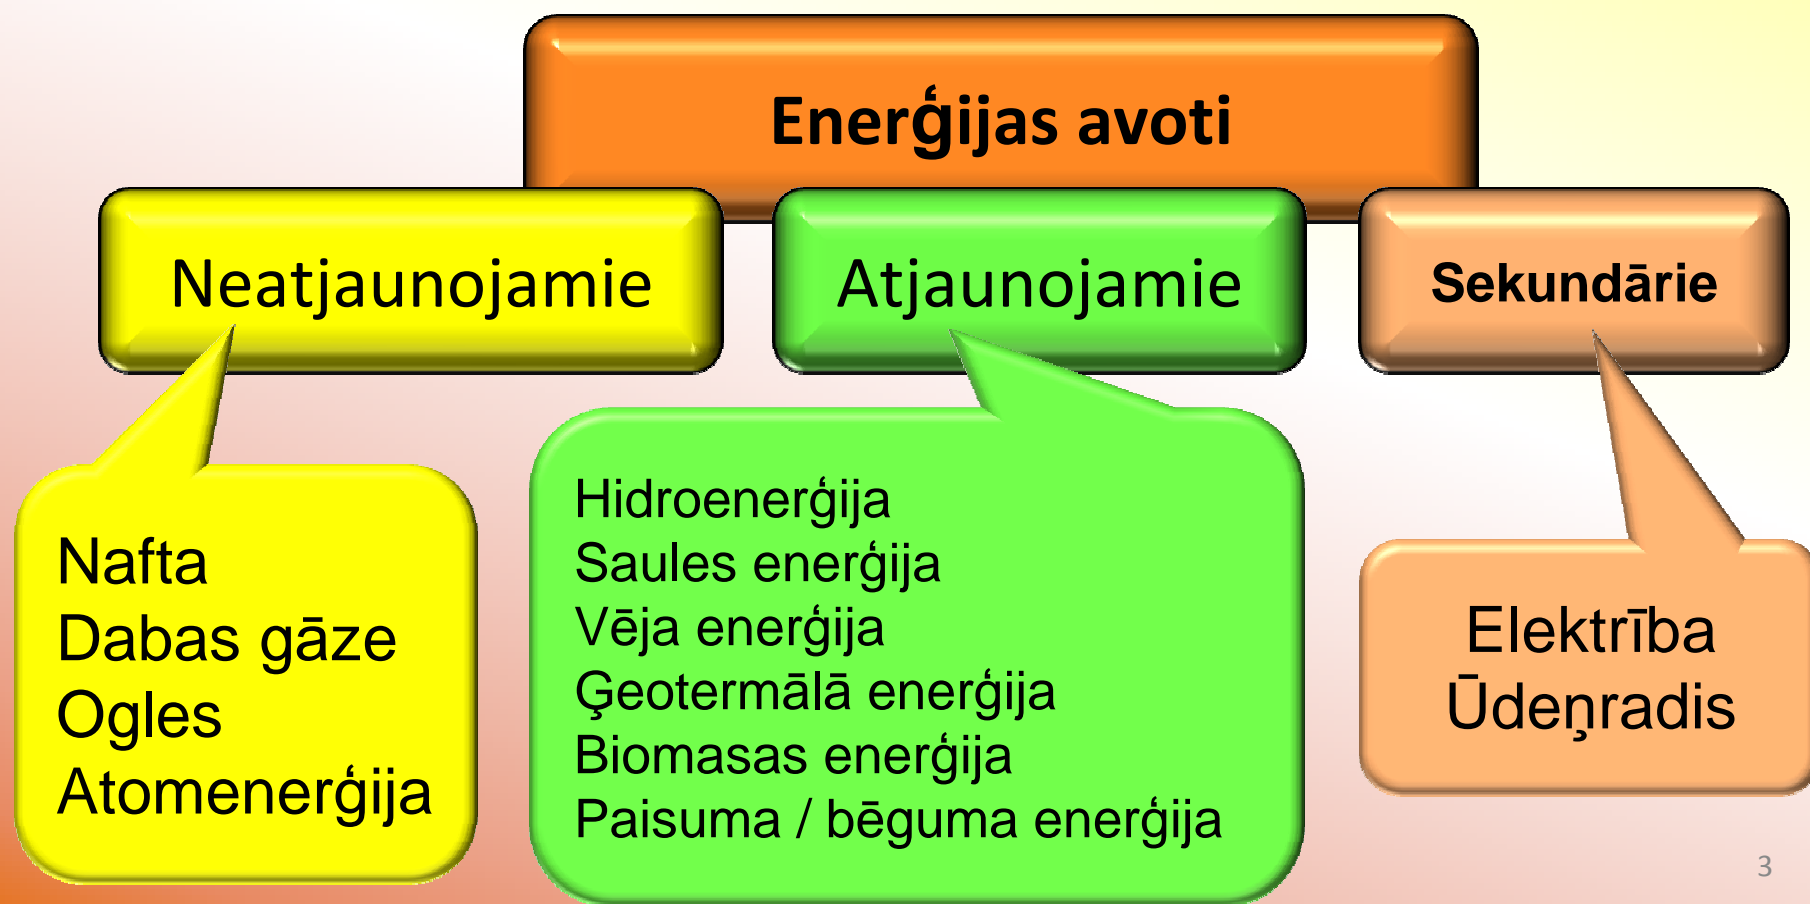 Enerģijas avoti
Neatjaunojamie
Atjaunojamie
Sekundārie
Nafta
Dabas gāze
Ogles
Atomenerģija
Hidroenerģija
Saules enerģija
Vēja enerģija
Ģeotermālā enerģija
Biomasas enerģija
Paisuma / bēguma enerģija
Elektrība
Ūdeņradis
3